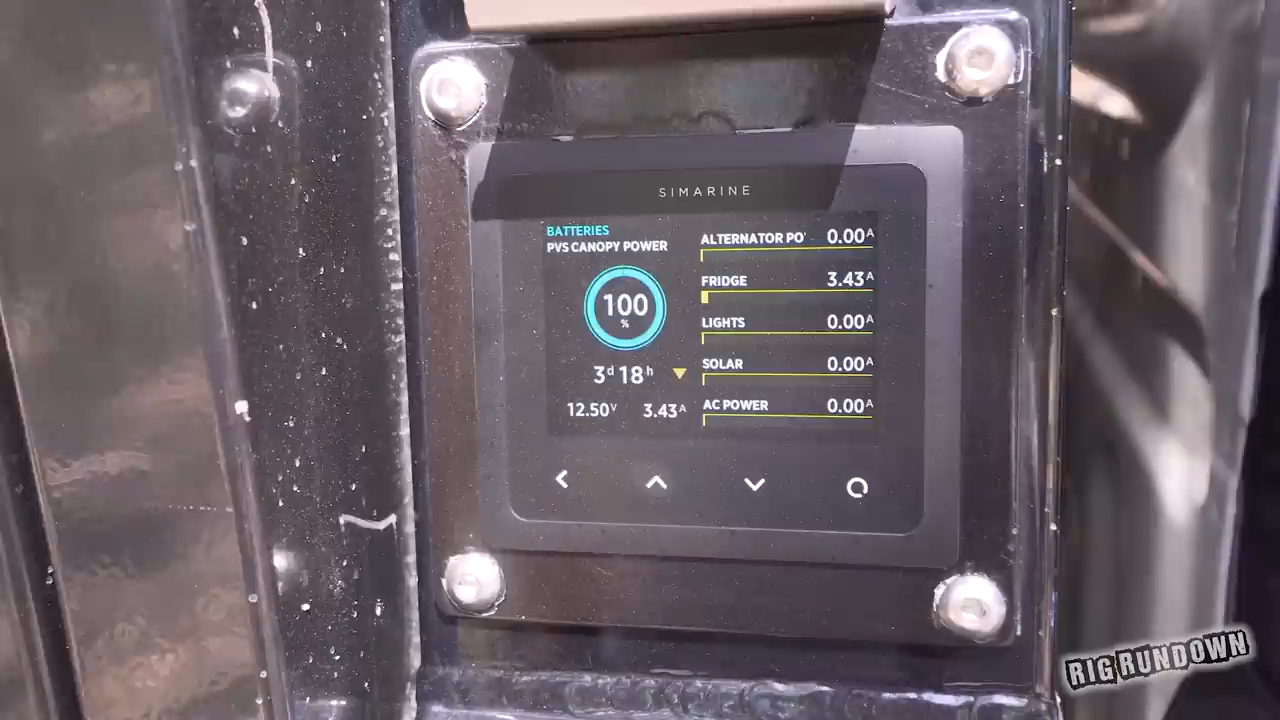 SIMARINE
BATTERIES
PVS CANOPY POWER
100
%
3d 18h
12.50V 3.43A
ALTERNATOR PO' 0.00A
FRIDGE 3.43A
LIGHTS 0.00A
SOLAR 0.00A
AC POWER 0.00A
RIG RUNDOWN